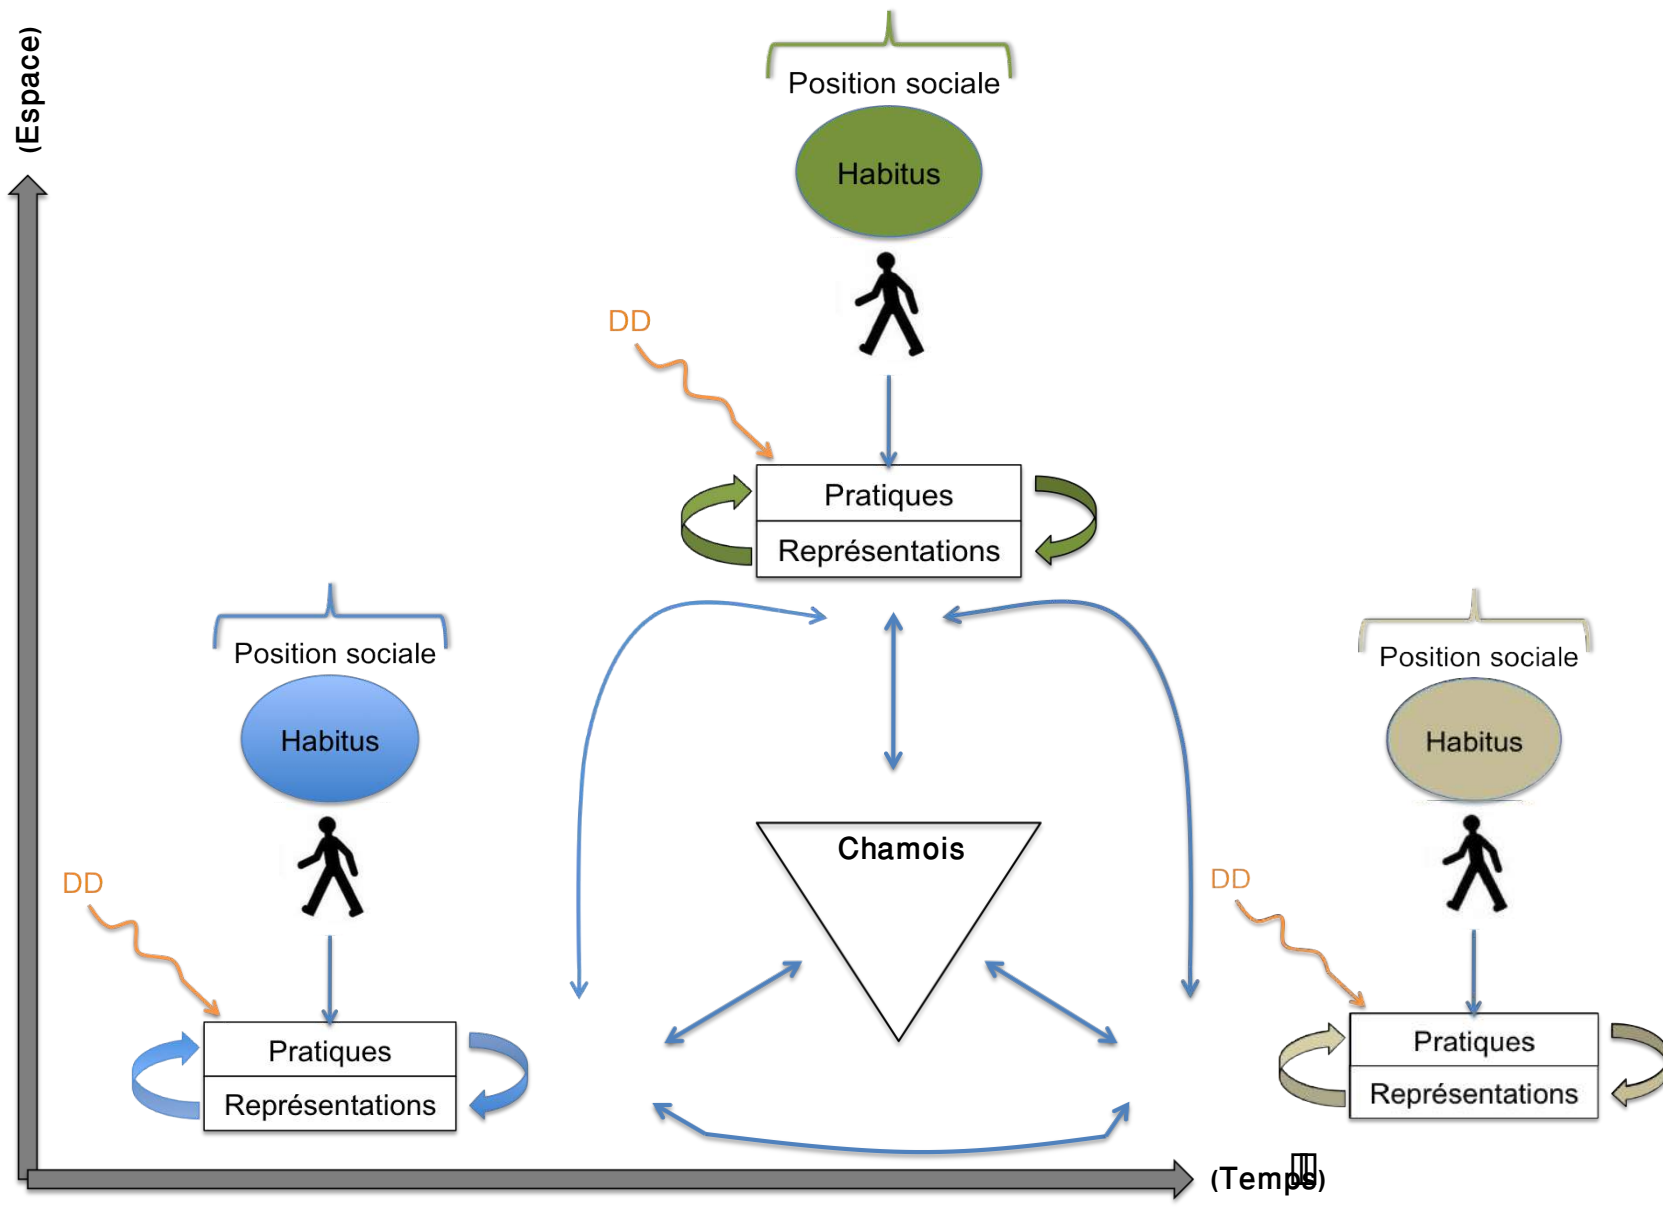 (Espace)
Position sociale
Habitus
DD
Pratiques
Représentations
Position sociale
Habitus
DD
Pratiques
Représentations
Chamois
Position sociale
Habitus
DD
Pratiques
Représentations
(Temps)